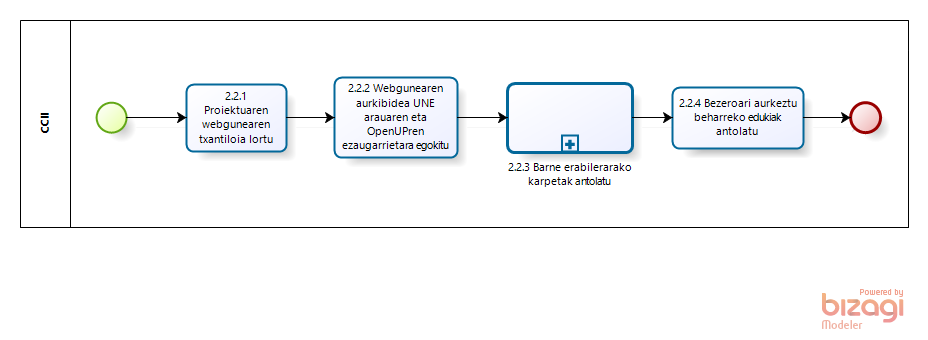 CCII
2.2.1
Proiektuaren
webgunearen
txantiloia lortu
2.2.2 Webgunearen
aurkibidea UNE
arauaren eta
OpenUPren
ezaugarrietara egokitu
2.2.3 Barne erabilerarako
karpetak antolatu
2.2.4 Bezeroari aurkeztu
beharreko edukiak
antolatu
Powered by
bizagi
Modeler